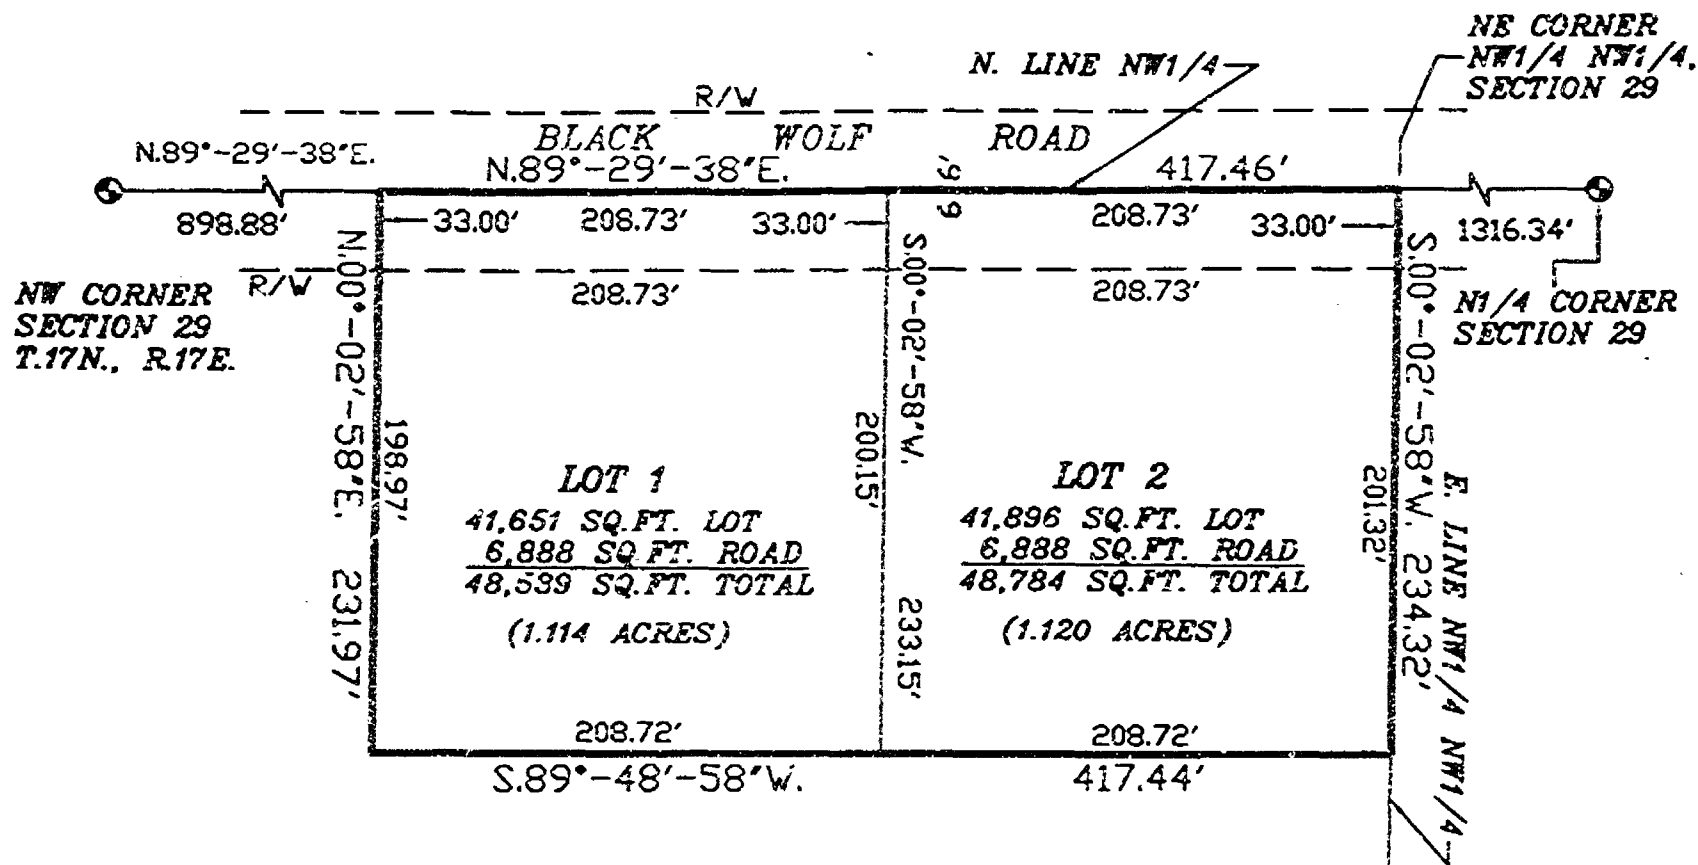 NE CORNER
NW1/4 NW1/4,
SECTION 29
N. LINE NW1/4
R/W
BLACK WOLF ROAD
N.89°-29'-38"E.
N.89°-29'-38"E.
417.46'
898.88'
33.00'
208.73'
33.00'
66'
208.73'
33.00'
1316.34'
NW CORNER
SECTION 29
T.17N., R.17E.
R/W
208.73'
208.73'
N1/4 CORNER
SECTION 29
N.00°-02'-58"E. 231.97'
198.97'
S.00°-02'-58"W.
200.15'
233.15'
S.00°-02'-58"W. 234.32'
201.32'
E. LINE NW1/4 NW1/4
LOT 1
41,651 SQ.FT. LOT
6,888 SQ.FT. ROAD
48,539 SQ.FT. TOTAL
(1.114 ACRES)
LOT 2
41,896 SQ.FT. LOT
6,888 SQ.FT. ROAD
48,784 SQ.FT. TOTAL
(1.120 ACRES)
208.72'
208.72'
S.89°-48'-58"W.
417.44'